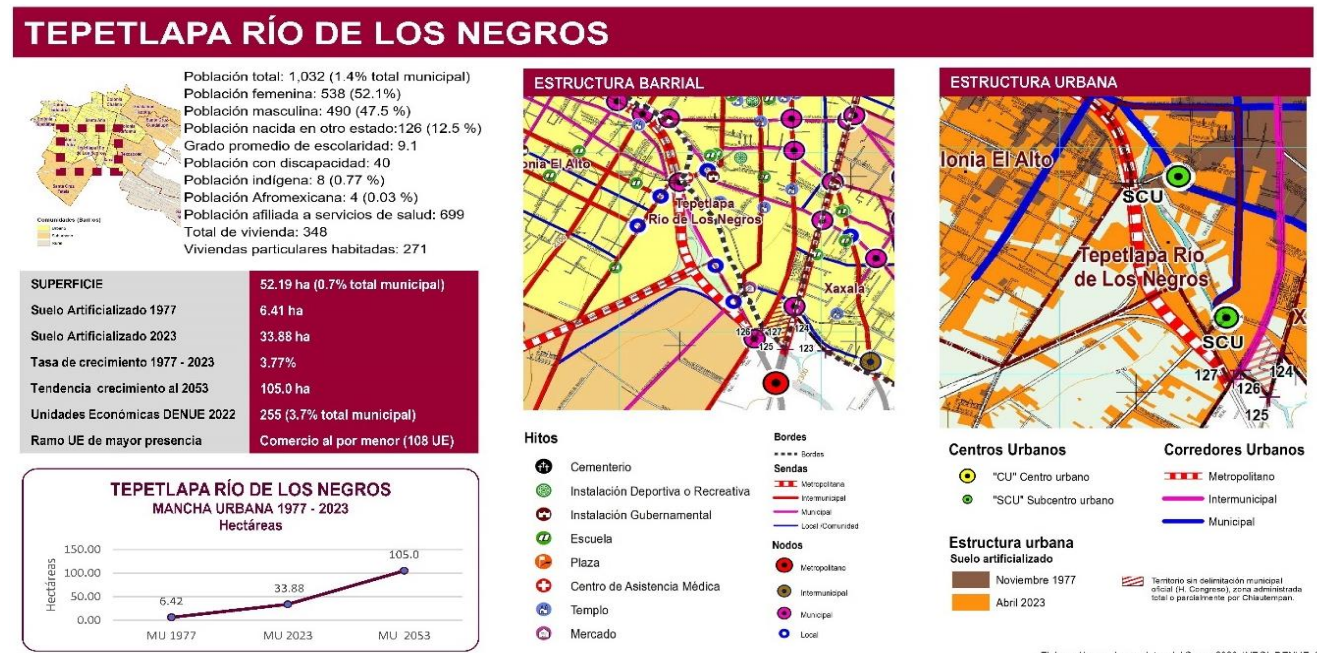 TEPETLAPA RÍO DE LOS NEGROS
Población total: 1,032 (1.4% total municipal)
Población femenina: 538 (52.1%)
Población masculina: 490 (47.5 %)
Población nacida en otro estado:126 (12.5 %)
Grado promedio de escolaridad: 9.1
Población con discapacidad: 40
Población indígena: 8 (0.77 %)
Población Afromexicana: 4 (0.03 %)
Población afiliada a servicios de salud: 699
Total de vivienda: 348
Viviendas particulares habitadas: 271
Comunidades (Barrios)
SUPERFICIE 52.19 ha (0.7% total municipal)
Suelo Artificializado 1977 6.41 ha
Suelo Artificializado 2023 33.88 ha
Tasa de crecimiento 1977 - 2023 3.77%
Tendencia crecimiento al 2053 105.0 ha
Unidades Económicas DENUE 2022 255 (3.7% total municipal)
Ramo UE de mayor presencia Comercio al por menor (108 UE)
TEPETLAPA RÍO DE LOS NEGROS
MANCHA URBANA 1977 - 2023
Hectáreas
Hectáreas
150.00
100.00
50.00
0.00
6.42
33.88
105.0
MU 1977
MU 2023
MU 2053
ESTRUCTURA BARRIAL
onia El Alto
Tepetlapa
Río de Los Negros
Xaxala
126
127
124
125
123
Hitos
Cementerio
Instalación Deportiva o Recreativa
Instalación Gubernamental
Escuela
Plaza
Centro de Asistencia Médica
Templo
Mercado
Bordes
Bordes
Sendas
Metropolitana
Intermunicipal
Municipal
Local /Comunidad
Nodos
Metropolitano
Intermunicipal
Municipal
Local
ESTRUCTURA URBANA
lonia El Alto
SCU
Tepetlapa Río
de Los Negros
SCU
X
127
124
126
125
Centros Urbanos
"CU" Centro urbano
"SCU" Subcentro urbano
Corredores Urbanos
Metropolitano
Intermunicipal
Municipal
Estructura urbana
Suelo artificializado
Noviembre 1977
Abril 2023
Territorio sin delimitación municipal
oficial (H. Congreso), zona administrada
total o parcialmente por Chiautempan.